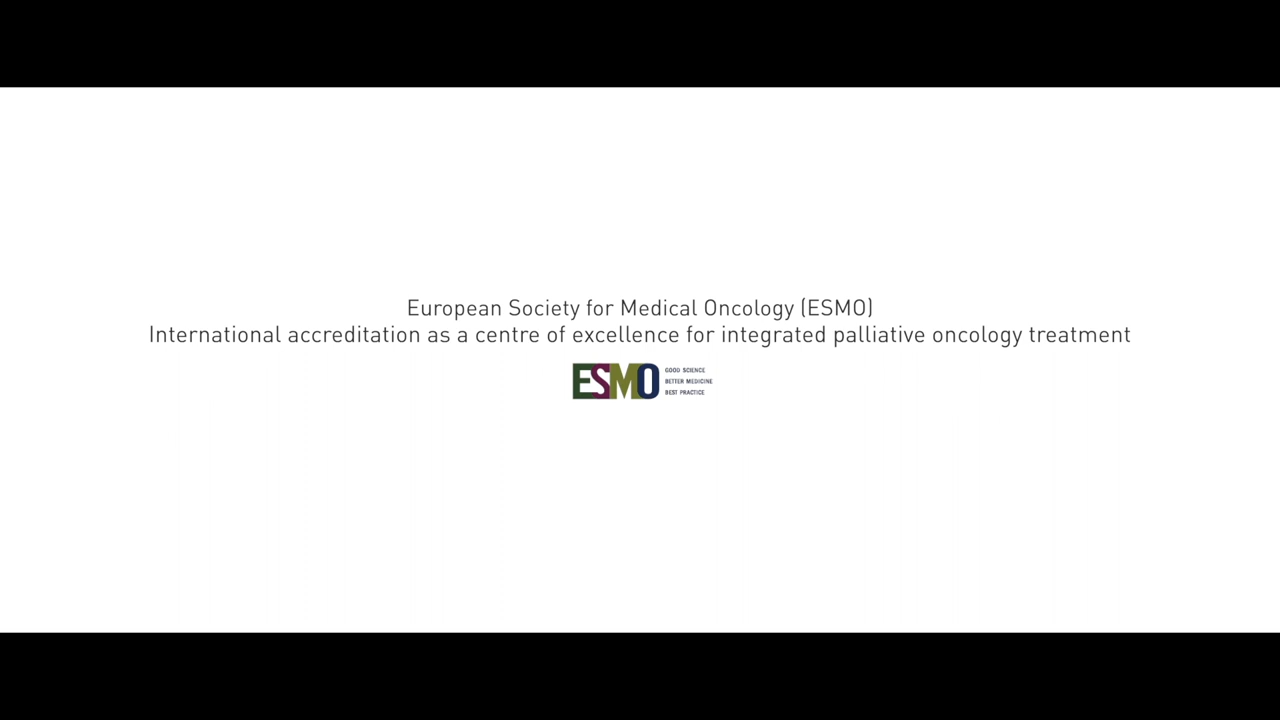 European Society for Medical Oncology (ESMO)
International accreditation as a centre of excellence for integrated palliative oncology treatment
ESMO
GOOD SCIENCE
BETTER MEDICINE
BEST PRACTICE